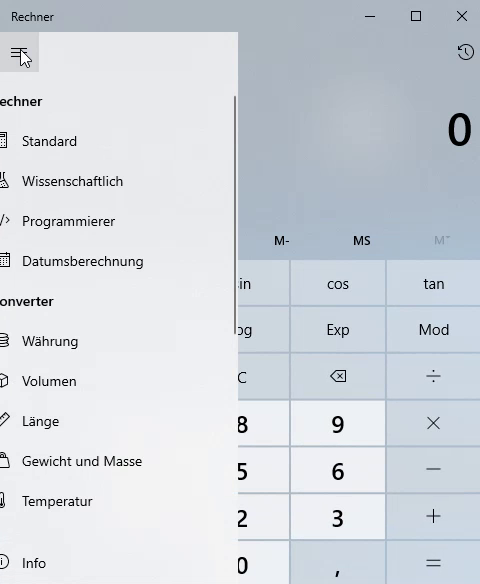 Rechner
0
M- MS M˅
echner
Standard
Wissenschaftlich
Programmierer
Datumsberechnung
onverter
Währung
Volumen
Länge
Gewicht und Masse
Temperatur
Info
in cos tan
og Exp Mod
C ÷
8 9 ×
5 6 −
2 3 +
0 , =